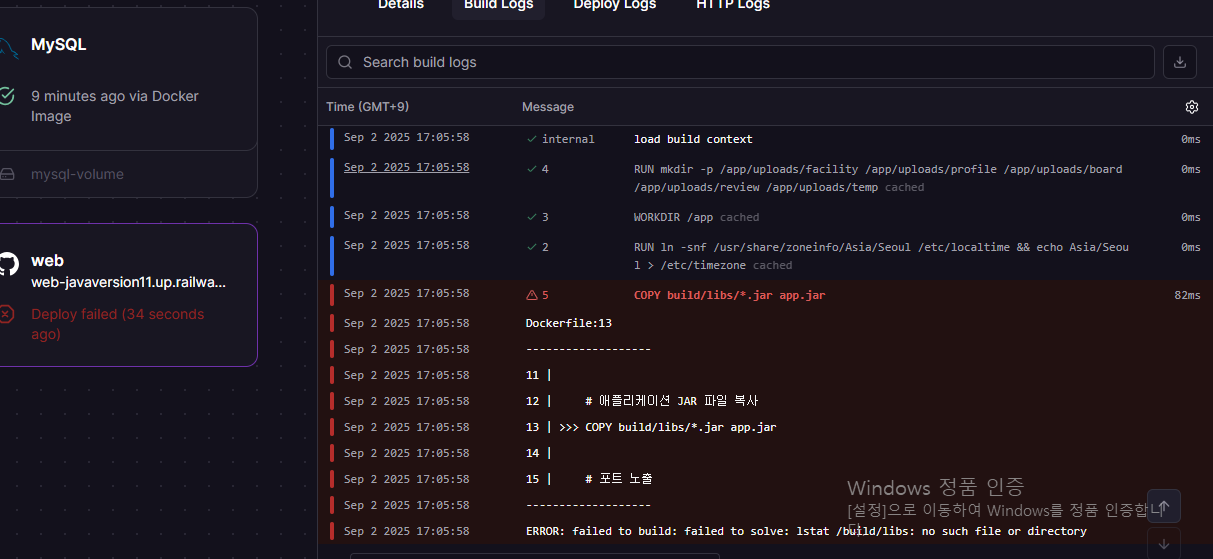 Details Build Logs Deploy Logs HTTP Logs
MySQL
9 minutes ago via Docker
Image
mysql-volume
web
web-javaversion11.up.railwa...
Deploy failed (34 seconds
ago)
Search build logs
Time (GMT+9) Message
Sep 2 2025 17:05:58 internal load build context 0ms
Sep 2 2025 17:05:58 4 RUN mkdir -p /app/uploads/facility /app/uploads/profile /app/uploads/board 0ms
/app/uploads/review /app/uploads/temp cached
Sep 2 2025 17:05:58 3 WORKDIR /app cached 0ms
Sep 2 2025 17:05:58 2 RUN ln -snf /usr/share/zoneinfo/Asia/Seoul /etc/localtime && echo Asia/Seou 0ms
l > /etc/timezone cached
Sep 2 2025 17:05:58 5 COPY build/libs/*.jar app.jar 82ms
Sep 2 2025 17:05:58 Dockerfile:13
Sep 2 2025 17:05:58 -------------------
Sep 2 2025 17:05:58 11 |
Sep 2 2025 17:05:58 12 | # 애플리케이션 JAR 파일 복사
Sep 2 2025 17:05:58 13 | >>> COPY build/libs/*.jar app.jar
Sep 2 2025 17:05:58 14 |
Sep 2 2025 17:05:58 15 | # 포트 노출
Sep 2 2025 17:05:58 -------------------
Sep 2 2025 17:05:58 ERROR: failed to build: failed to solve: lstat /build/libs: no such file or directory
Windows 정품 인증
[설정]으로 이동하여 Windows를 정품 인증합니
다.